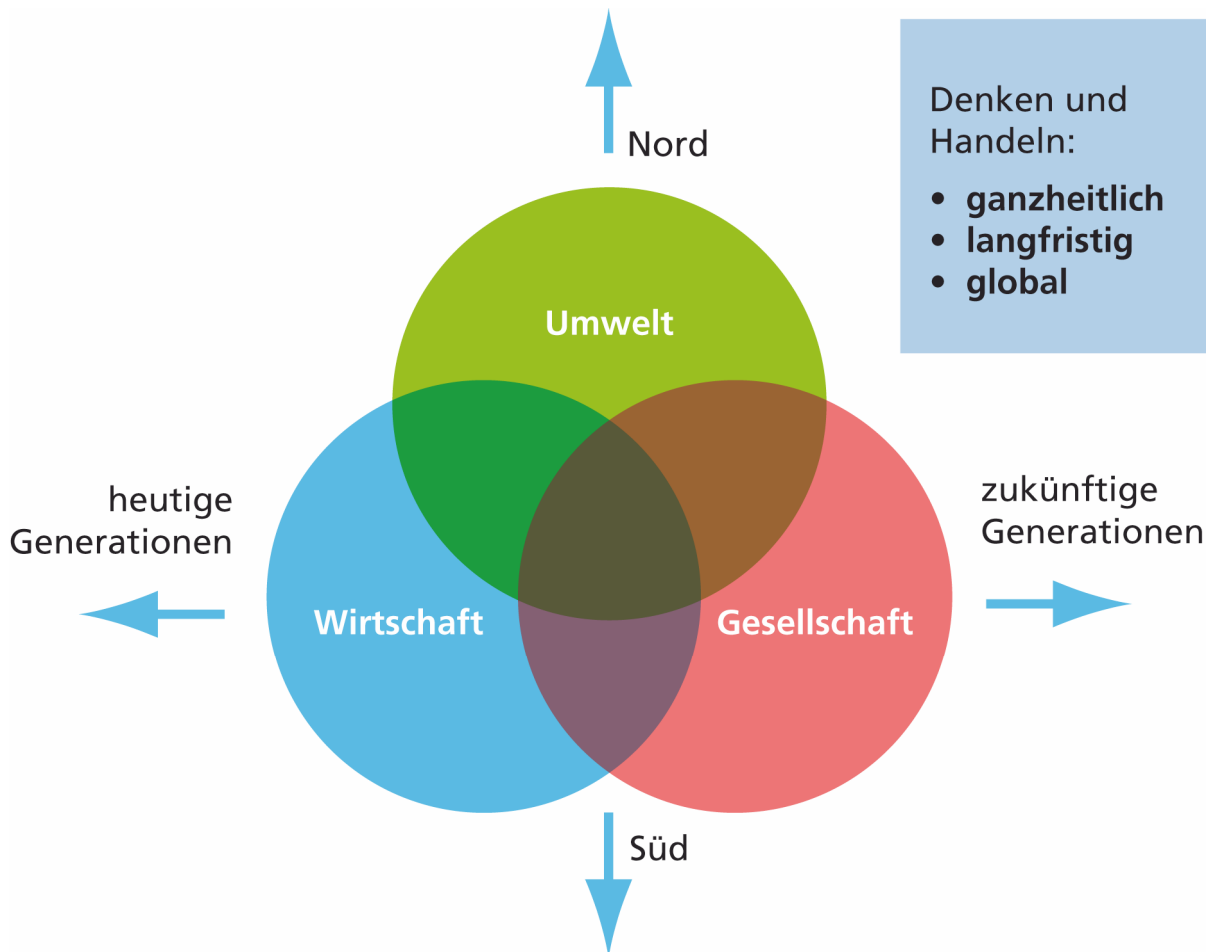 Nord
Denken und
Handeln:
• ganzheitlich
• langfristig
• global
Umwelt
heutige
Generationen
zukünftige
Generationen
Wirtschaft
Gesellschaft
Süd